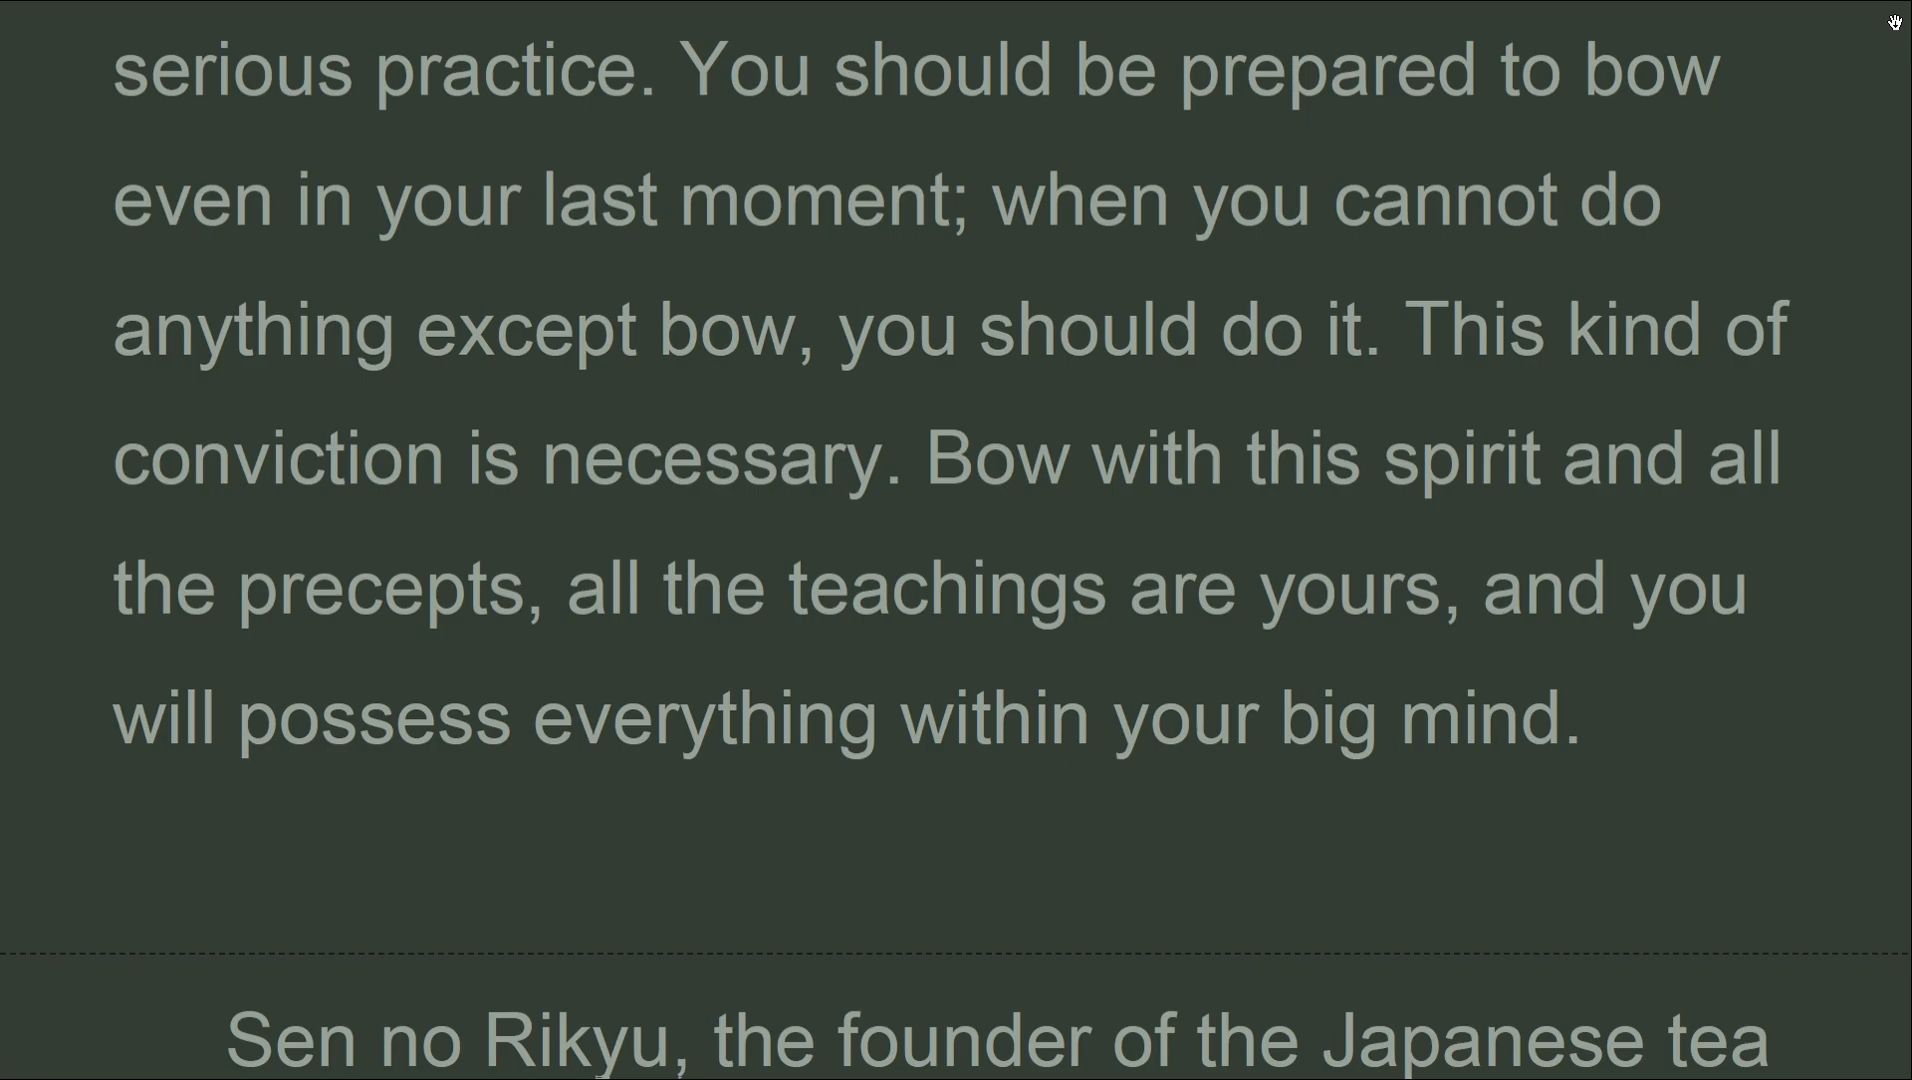 serious practice. You should be prepared to bow
even in your last moment; when you cannot do
anything except bow, you should do it. This kind of
conviction is necessary. Bow with this spirit and all
the precepts, all the teachings are yours, and you
will possess everything within your big mind.
Sen no Rikyu, the founder of the Japanese tea